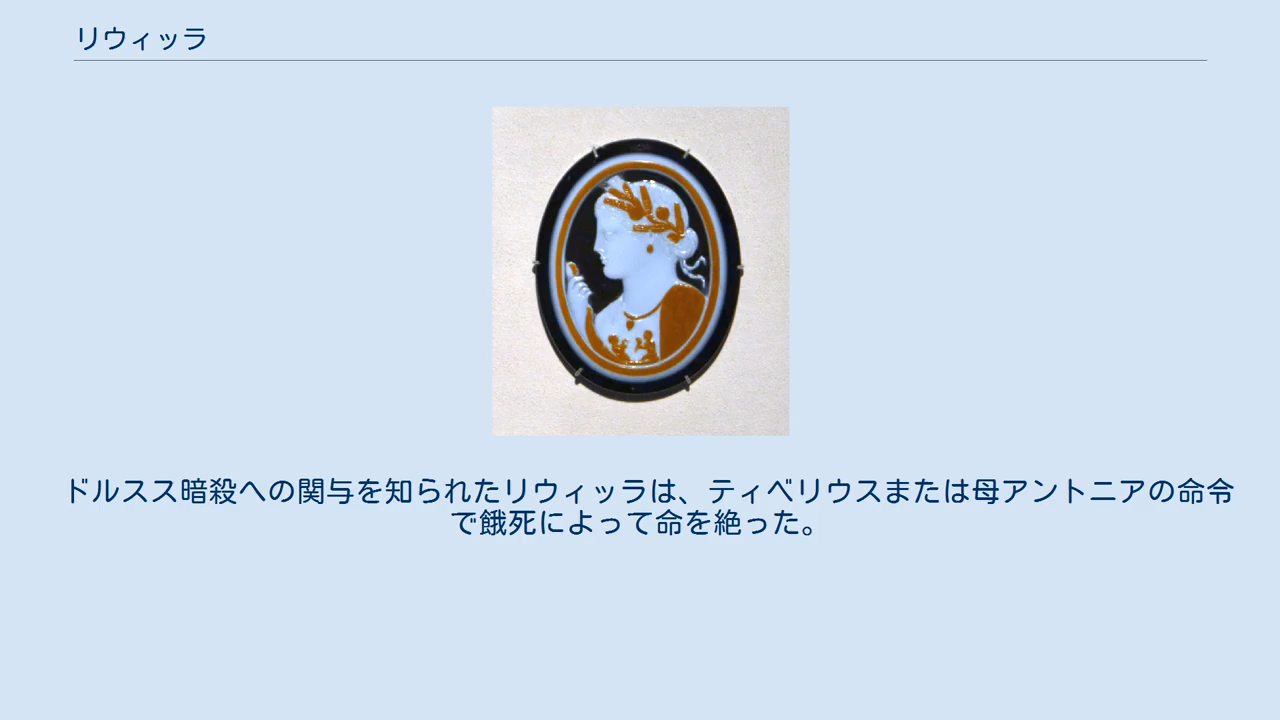 リウィッラ
ドルスス暗殺への関与を知られたリウィッラは、ティベリウスまたは母アントニアの命令
で餓死によって命を絶った。